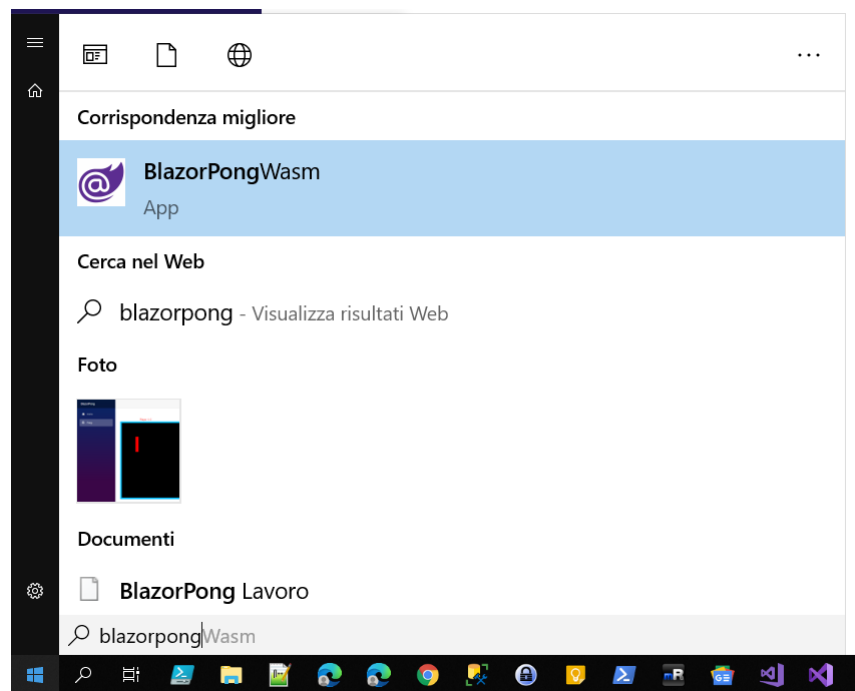 Corrispondenza migliore
BlazorPongWasm
App
Cerca nel Web
blazorpong - Visualizza risultati Web
Foto
Documenti
BlazorPong Lavoro
blazorpongWasm